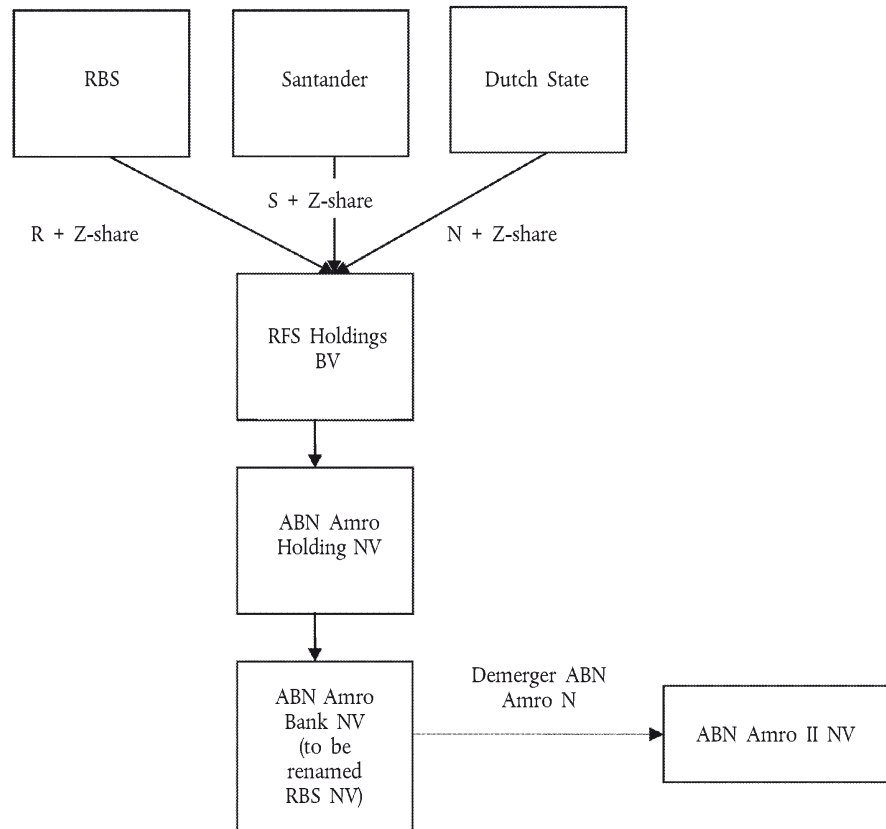 RBS
Santander
Dutch State
S + Z-share
R + Z-share
N + Z-share
RFS Holdings
BV
ABN Amro
Holding NV
ABN Amro
Bank NV
(to be
renamed
RBS NV)
Demerger ABN
Amro N
ABN Amro II NV